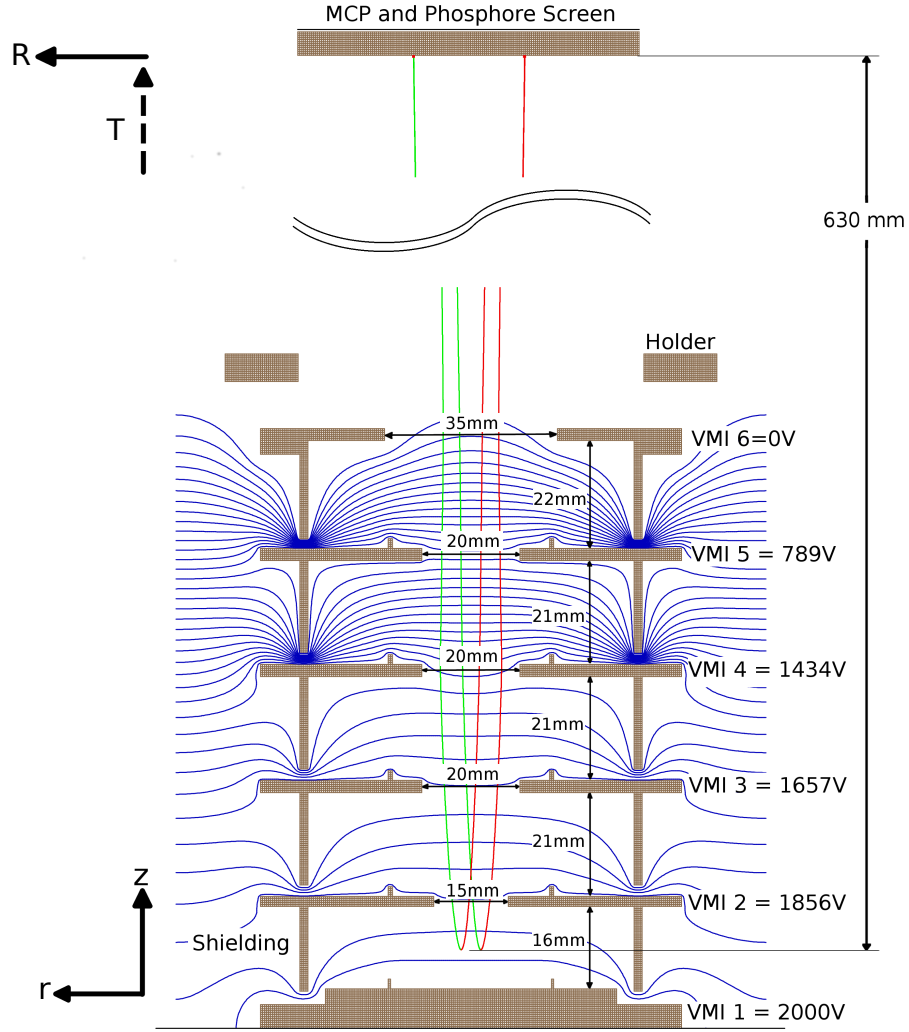 MCP and Phosphore Screen
R
T
630 mm
Holder
35mm
VMI 6=0V
22mm
20mm
VMI 5 = 789V
21mm
20mm
VMI 4 = 1434V
21mm
20mm
VMI 3 = 1657V
21mm
z
15mm
VMI 2 = 1856V
Shielding
16mm
r
VMI 1 = 2000V